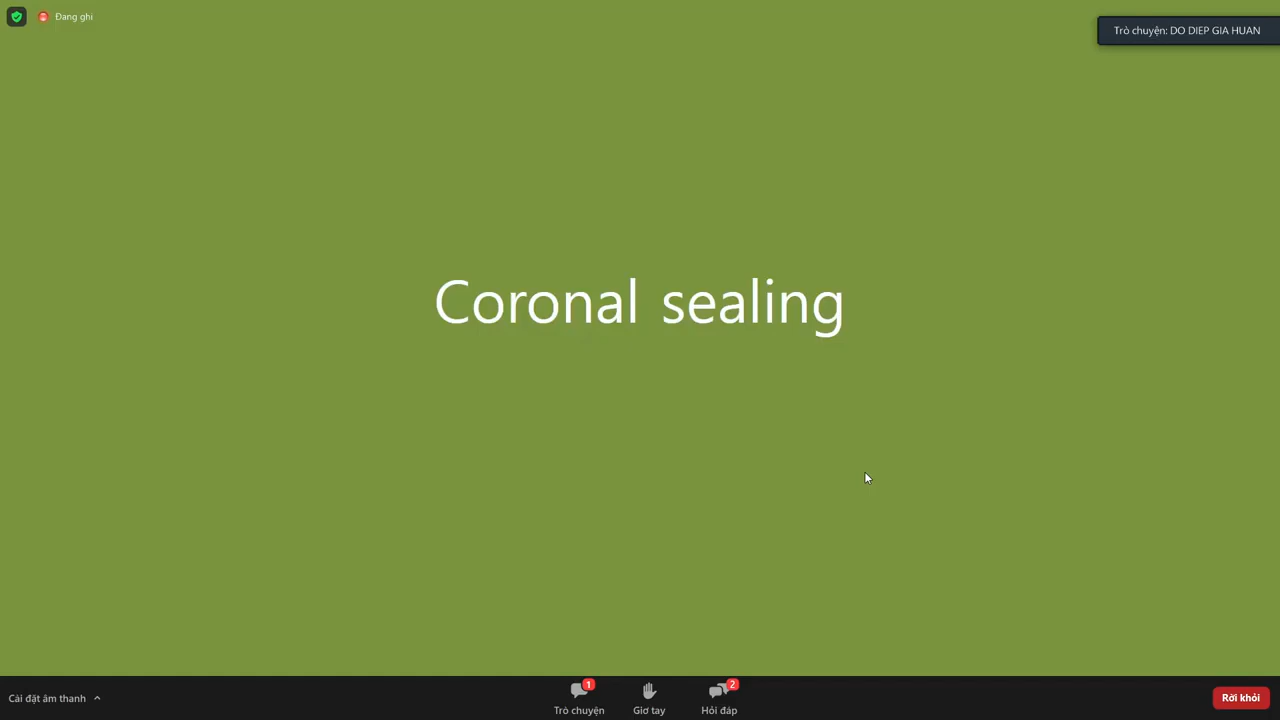 Đang ghi
Trò chuyện: DO DIEP GIA HUAN
Coronal sealing
Cài đặt âm thanh
1
2
Trò chuyện
Giơ tay
Hỏi đáp
Rời khỏi